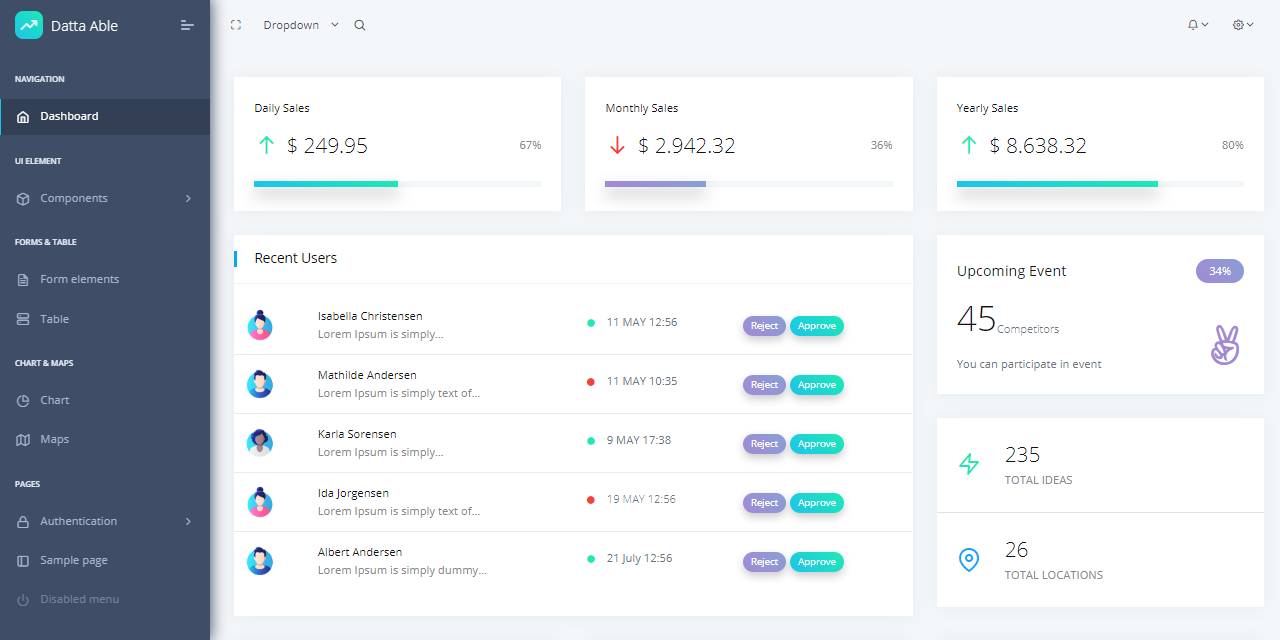 Datta Able
Dropdown
NAVIGATION
Dashboard
UI ELEMENT
Components
FORMS & TABLE
Form elements
Table
CHART & MAPS
Chart
Maps
PAGES
Authentication
Sample page
Disabled menu
Daily Sales
$ 249.95 67%
Monthly Sales
$ 2.942.32 36%
Yearly Sales
$ 8.638.32 80%
Recent Users
Isabella Christensen
Lorem Ipsum is simply...
11 MAY 12:56 Reject Approve
Mathilde Andersen
Lorem Ipsum is simply text of...
11 MAY 10:35 Reject Approve
Karla Sorensen
Lorem Ipsum is simply...
9 MAY 17:38 Reject Approve
Ida Jorgensen
Lorem Ipsum is simply text of...
19 MAY 12:56 Reject Approve
Albert Andersen
Lorem Ipsum is simply dummy...
21 July 12:56 Reject Approve
Upcoming Event 34%
45 Competitors
You can participate in event
235
TOTAL IDEAS
26
TOTAL LOCATIONS